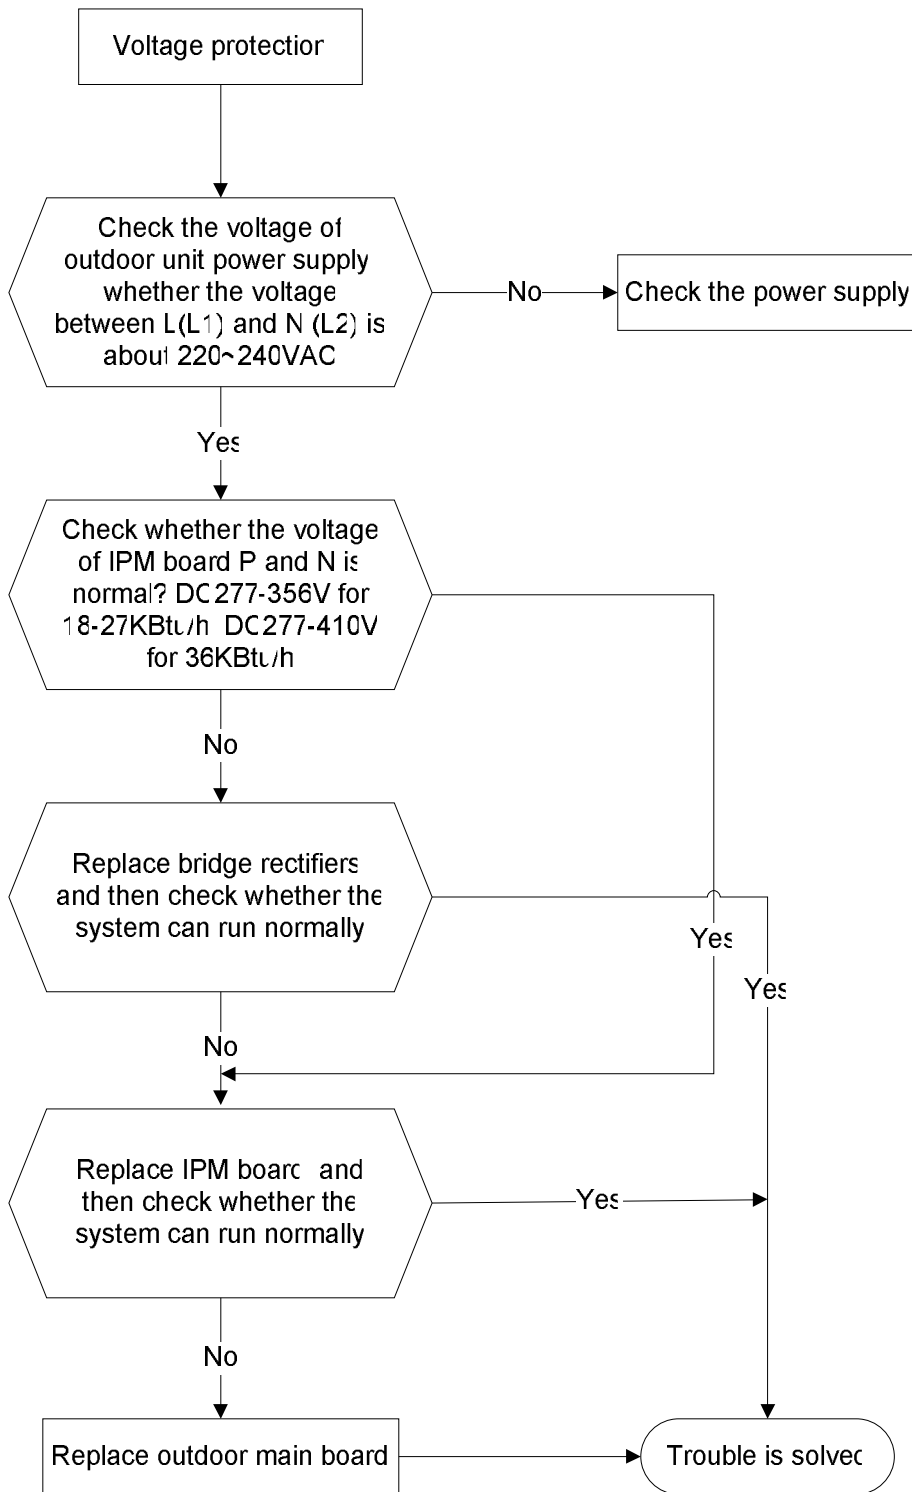 Voltage protection
Check the voltage of
outdoor unit power supply
whether the voltage
between L(L1) and N (L2) is
about 220~240VAC
No
Check the power supply
Yes
Check whether the voltage
of IPM board P and N is
normal? DC277-356V for
18-27KBtu/h DC277-410V
for 36KBtu/h
No
Replace bridge rectifiers
and then check whether the
system can run normally
Yes
Yes
No
Replace IPM board and
then check whether the
system can run normally
Yes
No
Replace outdoor main board
Trouble is solved